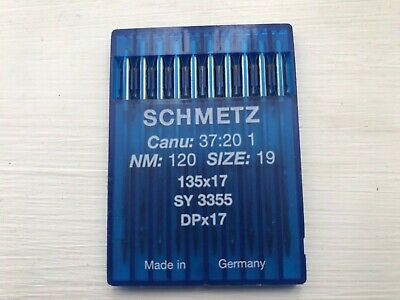 SCHMETZ
Canu: 37:20 1
NM: 120 SIZE: 19
135x17
SY 3355
DPx17
Made in Germany